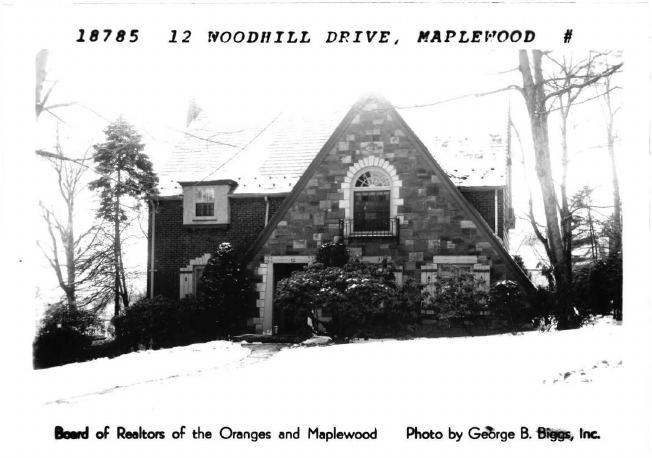 18785 12 WOODHILL DRIVE, MAPLEWOOD #
Board of Realtors of the Oranges and Maplewood Photo by George B. Biggs, Inc.